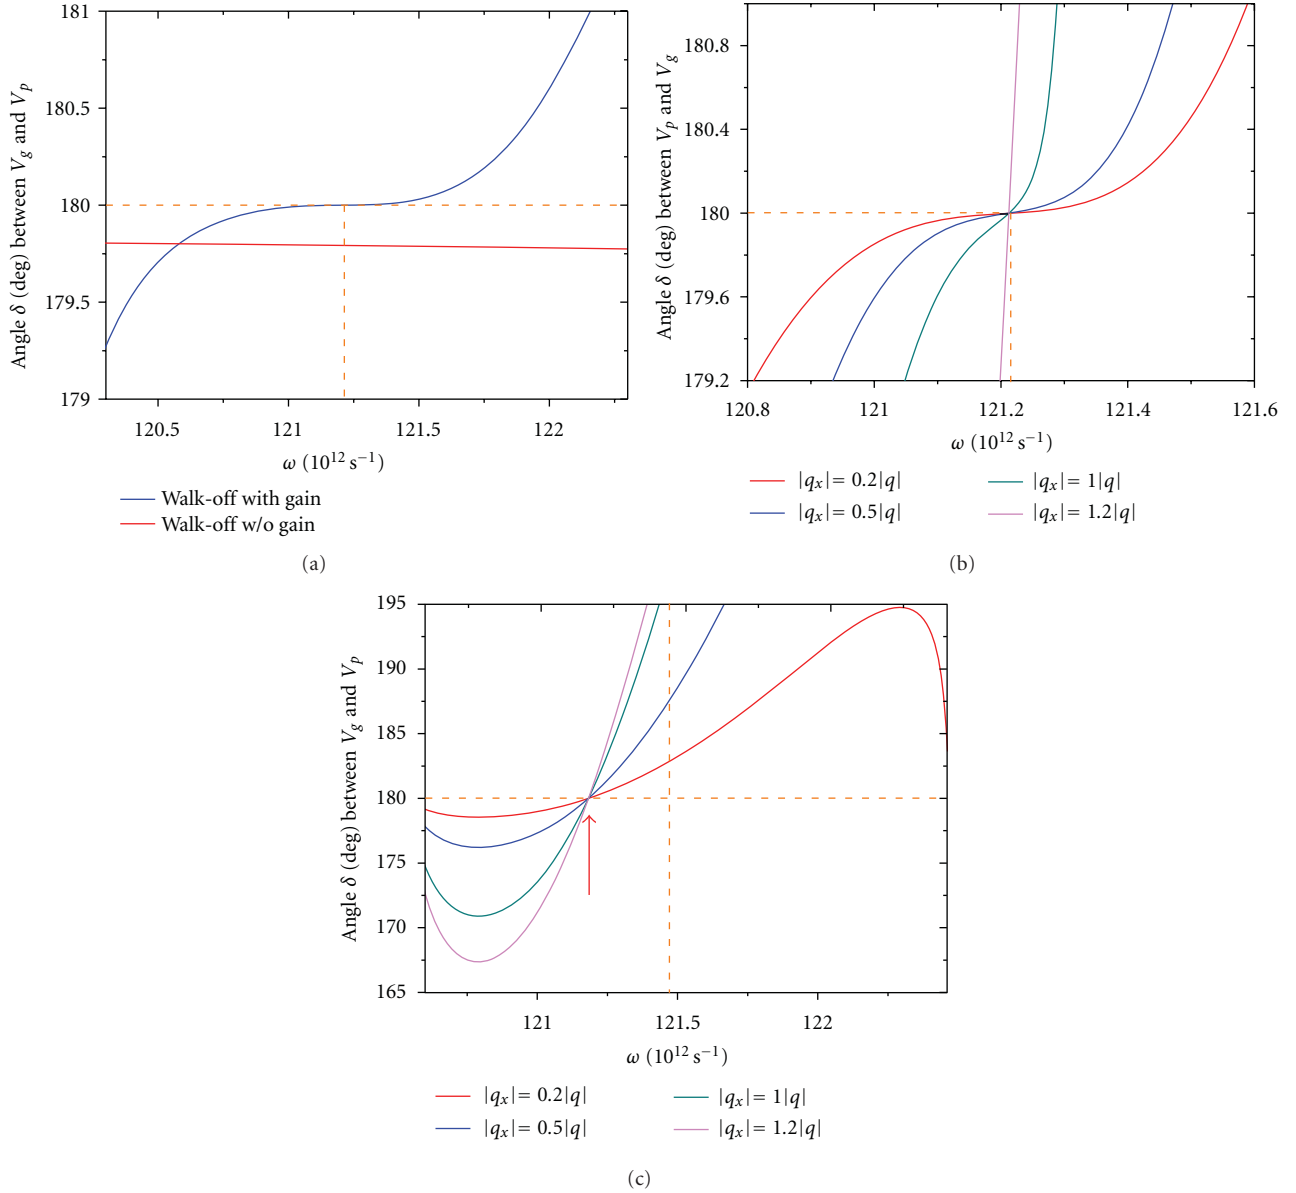 181
180.5
180
179.5
179
Angle δ (deg) between V_g and V_p
120.5 121 121.5 122
ω (10^12 s^−1)
Walk-off with gain
Walk-off w/o gain
(a)
180.8
180.4
180
179.6
179.2
Angle δ (deg) between V_p and V_g
120.8 121 121.2 121.4 121.6
ω (10^12 s^−1)
|q_x| = 0.2|q| |q_x| = 1|q|
|q_x| = 0.5|q| |q_x| = 1.2|q|
(b)
195
190
185
180
175
170
165
Angle δ (deg) between V_g and V_p
121 121.5 122
ω (10^12 s^−1)
|q_x| = 0.2|q| |q_x| = 1|q|
|q_x| = 0.5|q| |q_x| = 1.2|q|
(c)